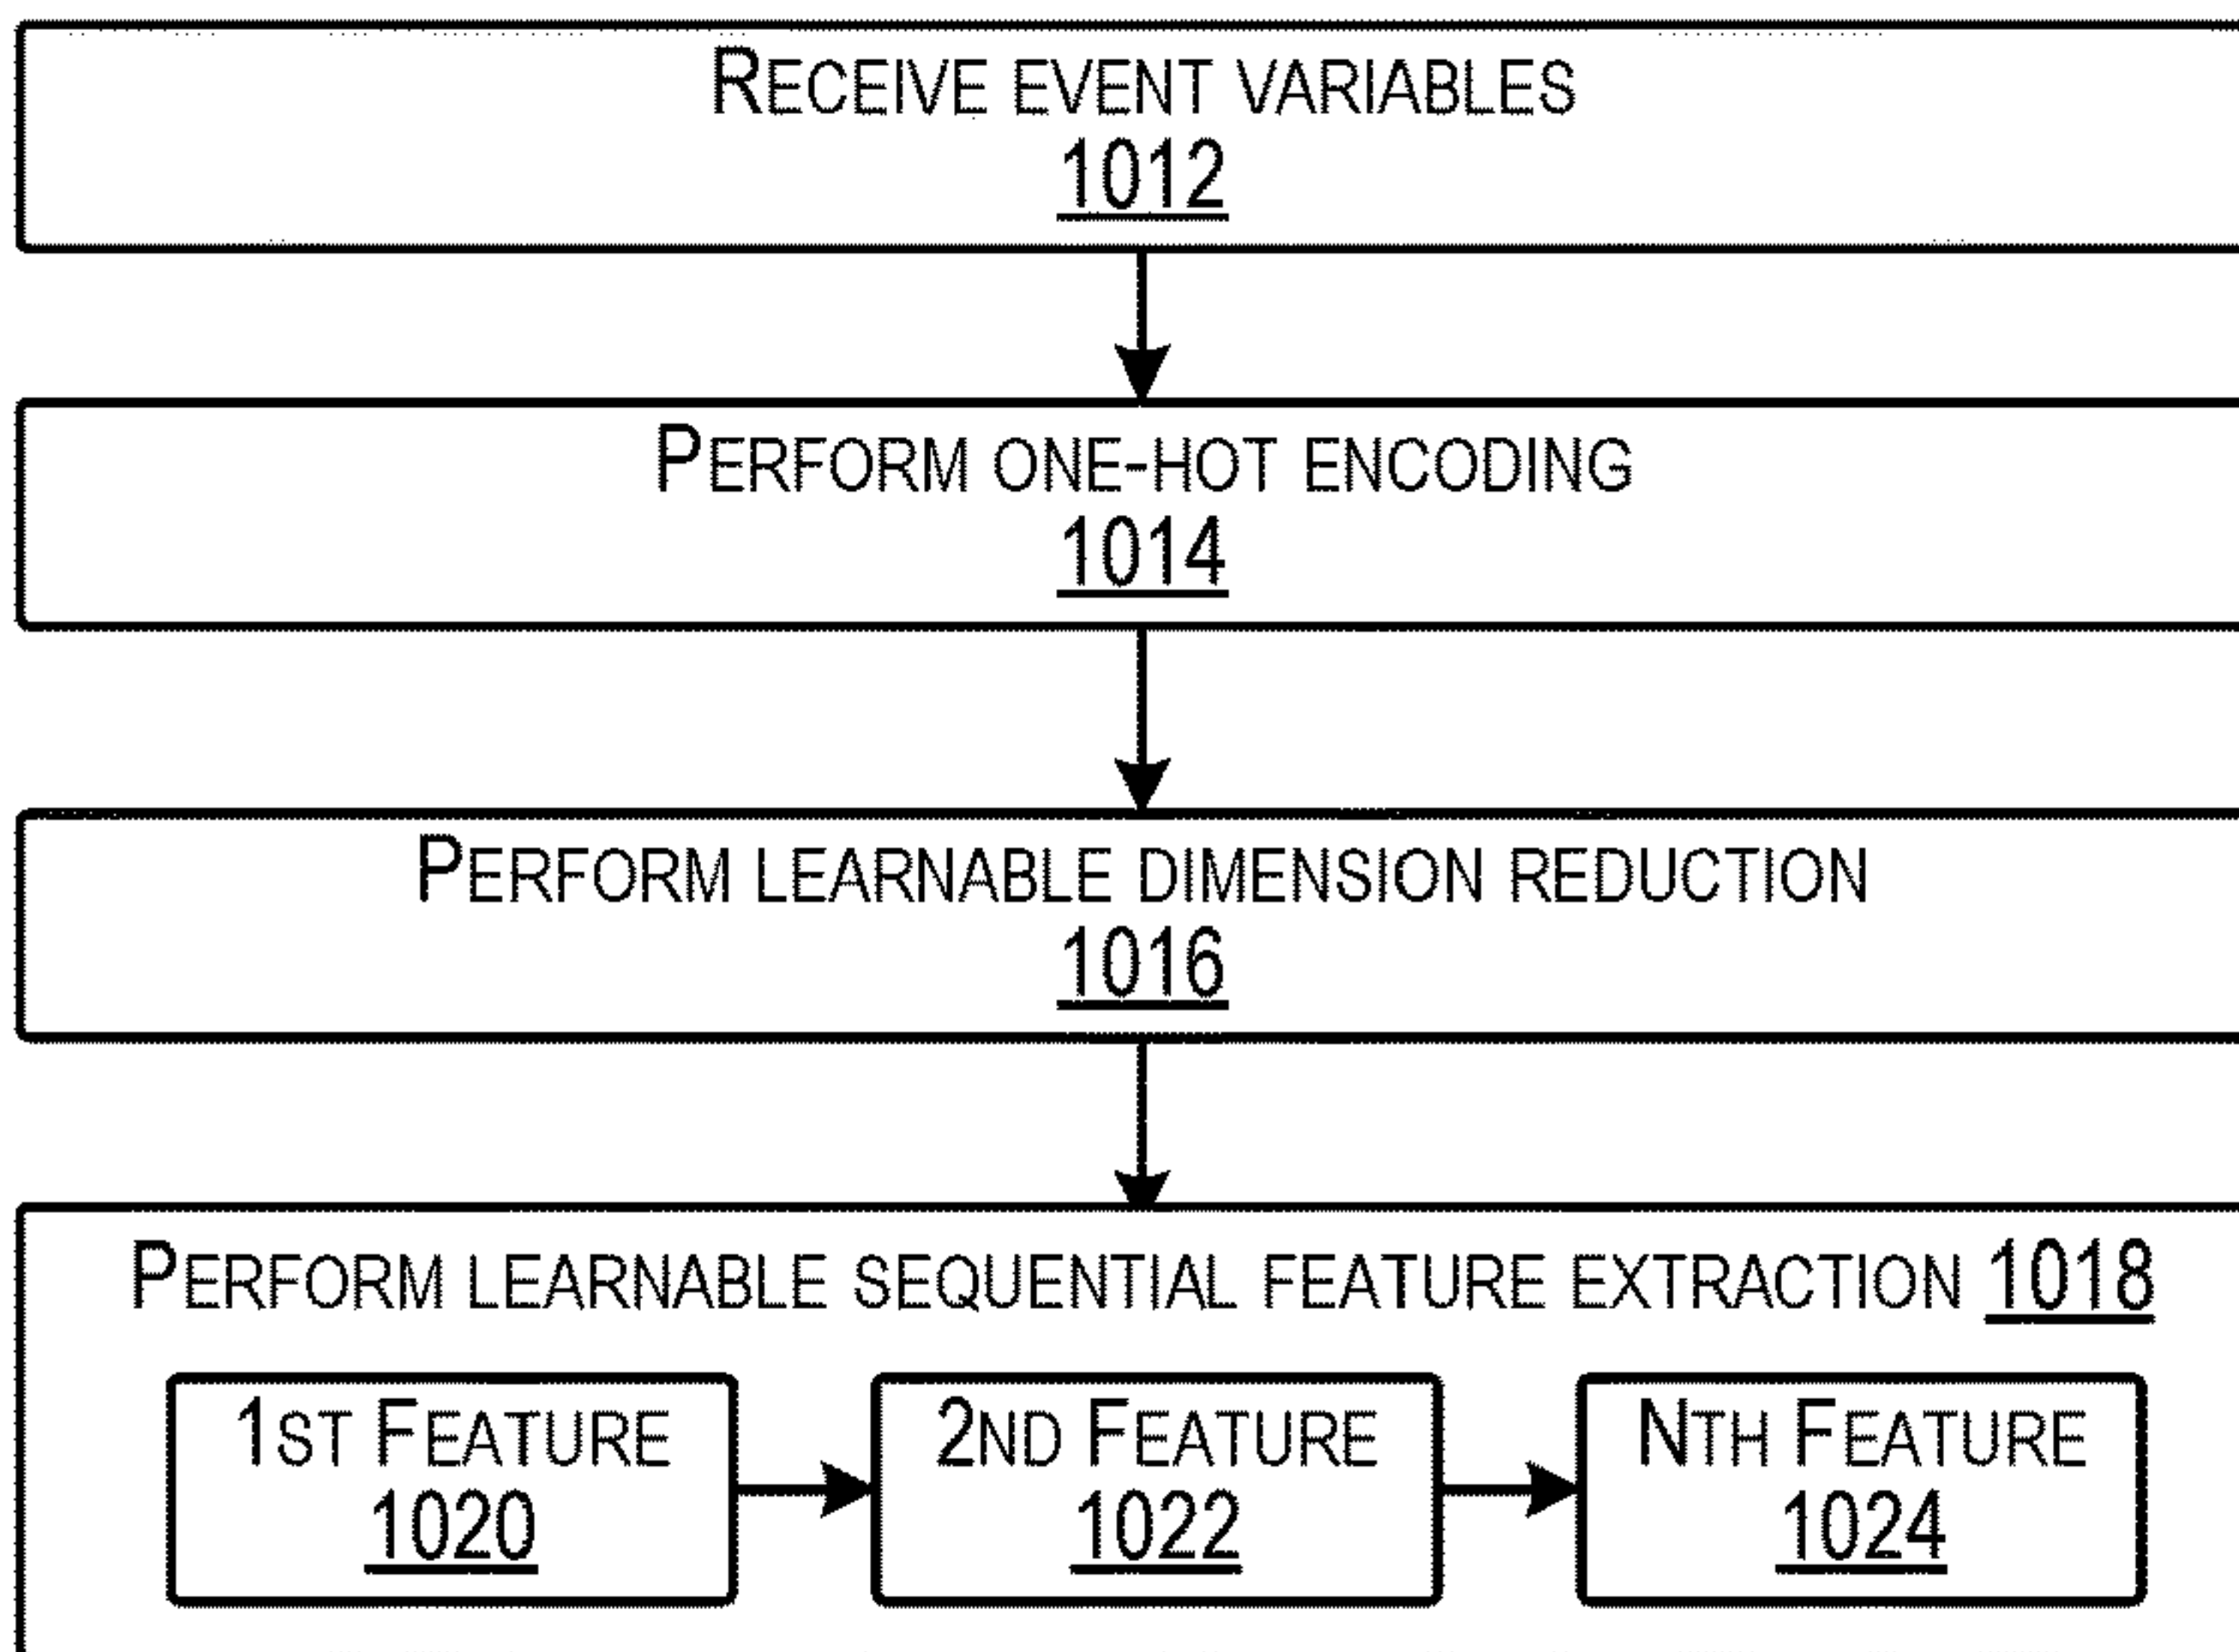 RECEIVE EVENT VARIABLES
1012
PERFORM ONE-HOT ENCODING
1014
PERFORM LEARNABLE DIMENSION REDUCTION
1016
PERFORM LEARNABLE SEQUENTIAL FEATURE EXTRACTION 1018
1ST FEATURE
1020
2ND FEATURE
1022
NTH FEATURE
1024